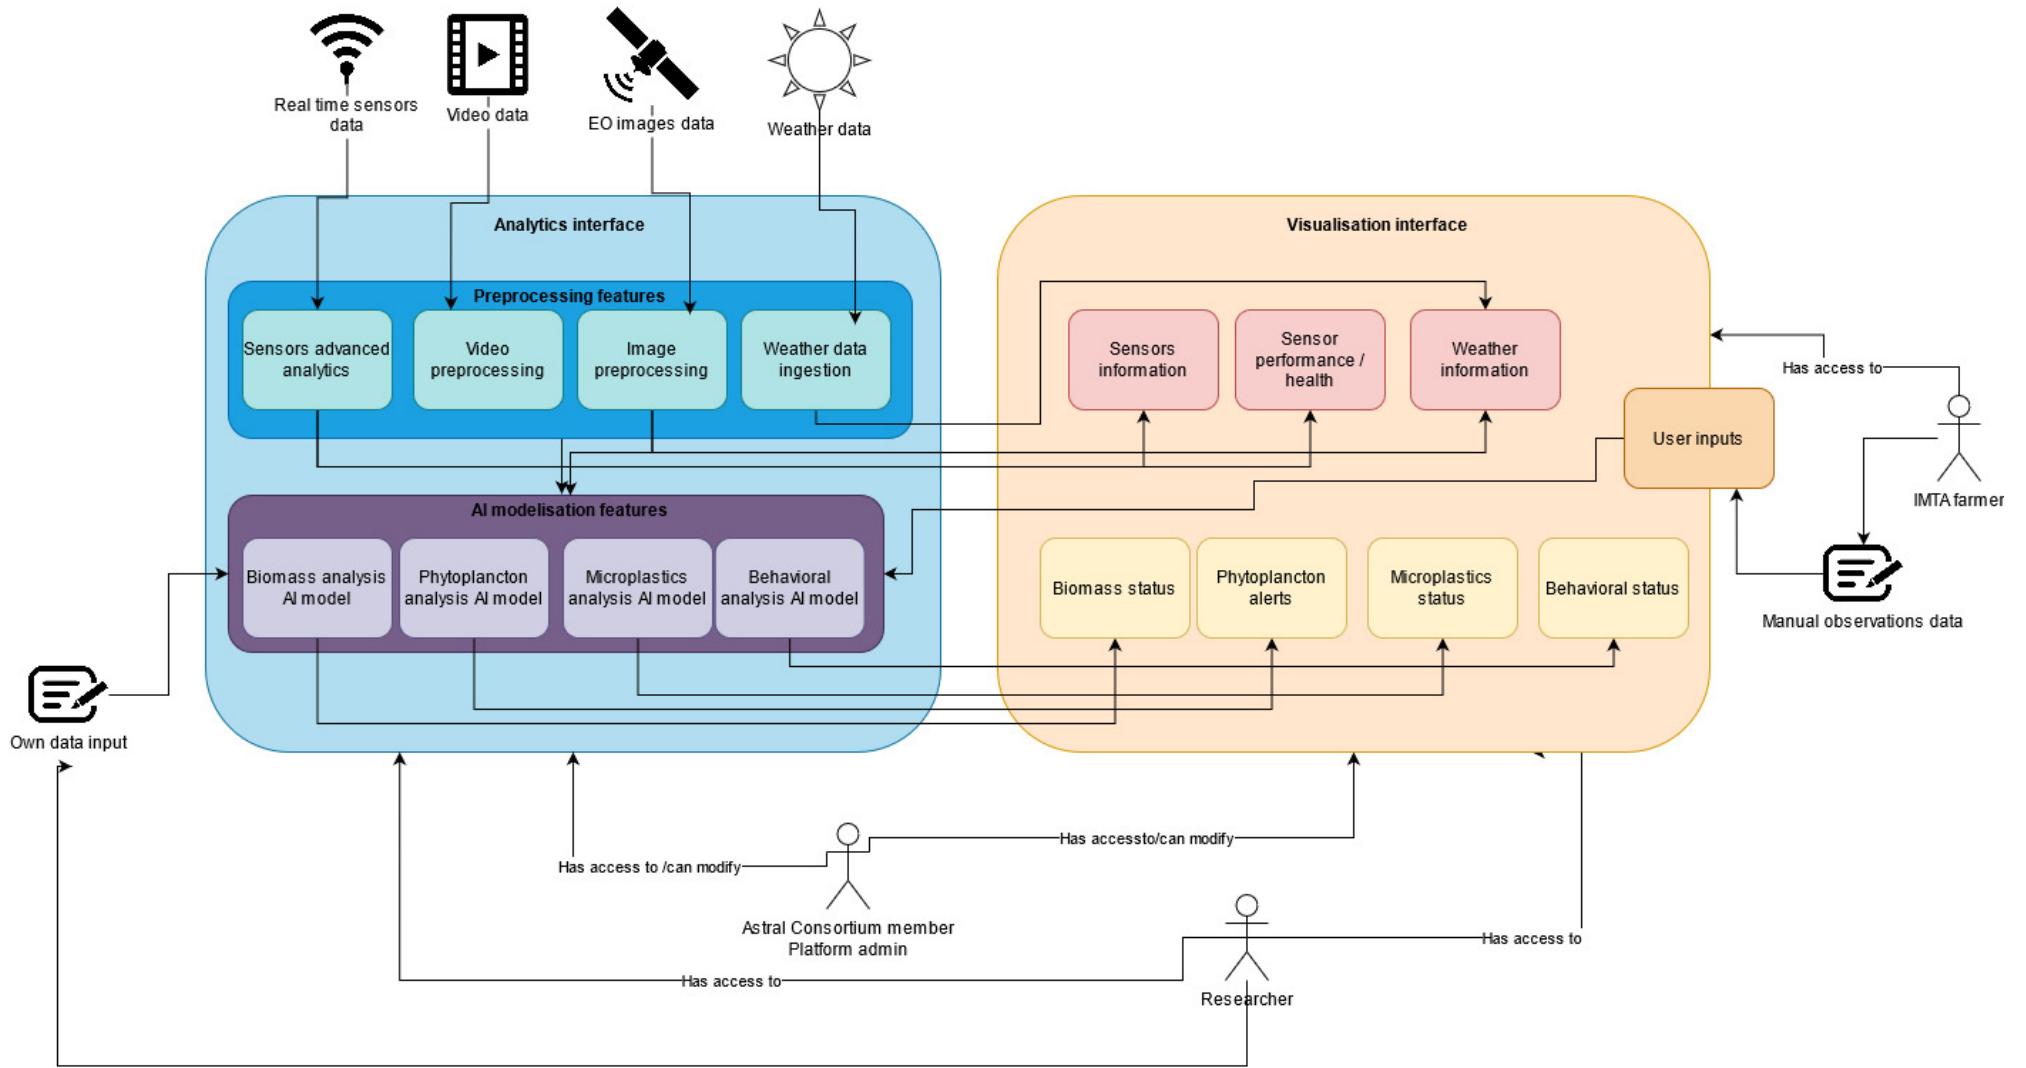 Real time sensors
data
Video data
EO images data
Weather data
Analytics interface
Visualisation interface
Preprocessing features
Sensors advanced
analytics
Video
preprocessing
Image
preprocessing
Weather data
ingestion
Sensors
information
Sensor
performance /
health
Weather
information
Has access to
User inputs
IMTA farmer
AI modelisation features
Biomass analysis
AI model
Phytoplancton
analysis AI model
Microplastics
analysis AI model
Behavioral
analysis AI model
Biomass status
Phytoplancton
alerts
Microplastics
status
Behavioral status
Manual observations data
Own data input
Has access to /can modify
Has accessto/can modify
Astral Consortium member
Platform admin
Has access to
Has access to
Researcher